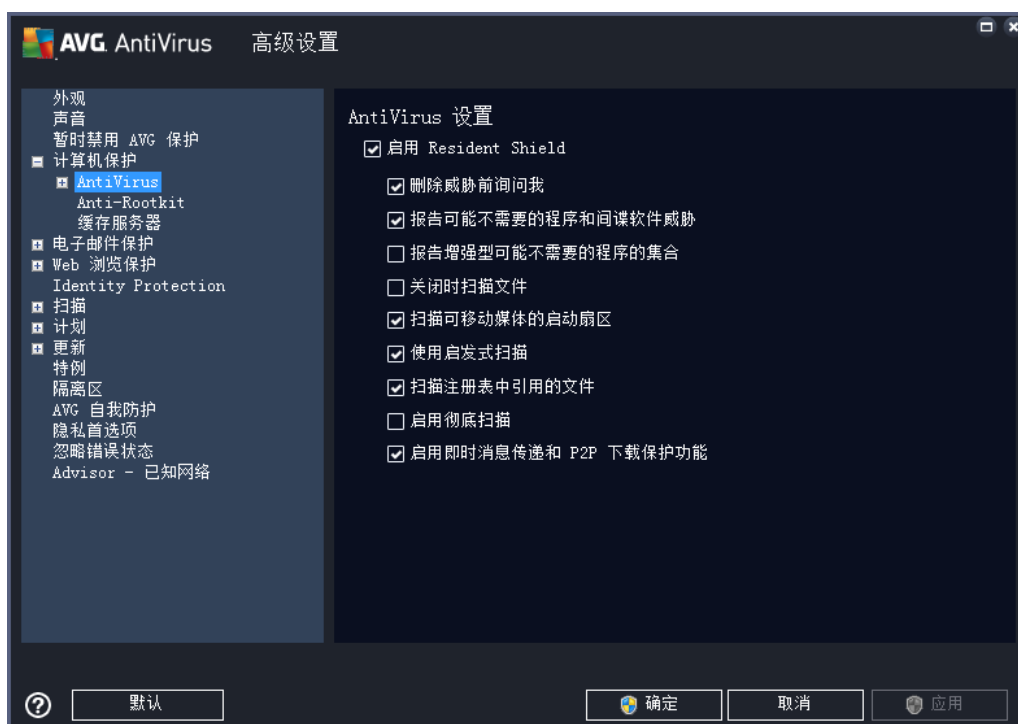 AVG AntiVirus 高级设置
外观
声音
暂时禁用 AVG 保护
计算机保护
AntiVirus
Anti-Rootkit
缓存服务器
电子邮件保护
Web 浏览保护
Identity Protection
扫描
计划
更新
特例
隔离区
AVG 自我防护
隐私首选项
忽略错误状态
Advisor - 已知网络
AntiVirus 设置
启用 Resident Shield
删除威胁前询问我
报告可能不需要的程序和间谍软件威胁
报告增强型可能不需要的程序的集合
关闭时扫描文件
扫描可移动媒体的启动扇区
使用启发式扫描
扫描注册表中引用的文件
启用彻底扫描
启用即时消息传递和 P2P 下载保护功能
? 默认 确定 取消 应用